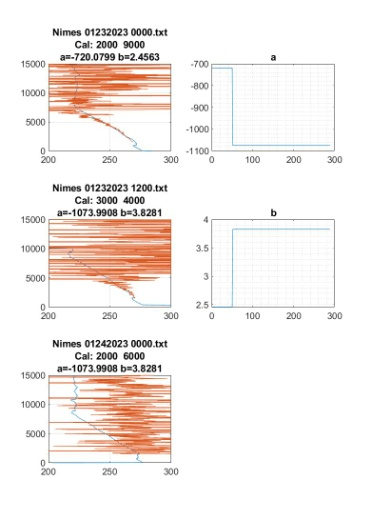 Nimes 01232023 0000.txt
Cal: 2000 9000
a=-720.0799 b=2.4563
15000
10000
5000
0
200 250 300
a
-700
-800
-900
-1000
-1100
0 100 200 300
Nimes 01232023 1200.txt
Cal: 3000 4000
a=-1073.9908 b=3.8281
15000
10000
5000
0
200 250 300
b
4
3.5
3
2.5
0 100 200 300
Nimes 01242023 0000.txt
Cal: 2000 6000
a=-1073.9908 b=3.8281
15000
10000
5000
0
200 250 300